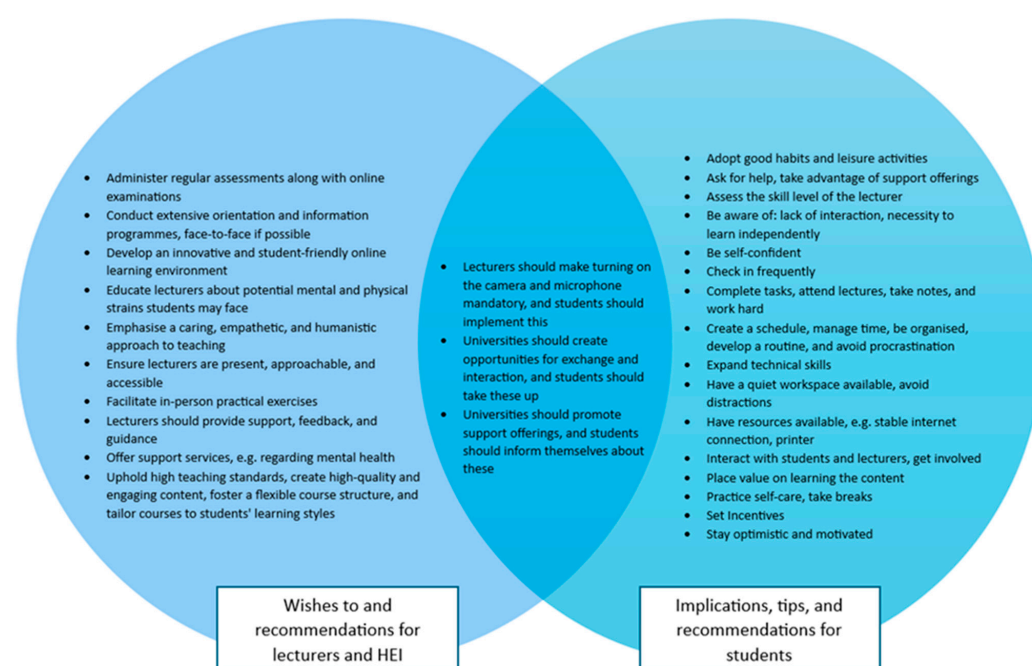 • Administer regular assessments along with online
examinations
• Conduct extensive orientation and information
programmes, face-to-face if possible
• Develop an innovative and student-friendly online
learning environment
• Educate lecturers about potential mental and physical
strains students may face
• Emphasise a caring, empathetic, and humanistic
approach to teaching
• Ensure lecturers are present, approachable, and
accessible
• Facilitate in-person practical exercises
• Lecturers should provide support, feedback, and
guidance
• Offer support services, e.g. regarding mental health
• Uphold high teaching standards, create high-quality and
engaging content, foster a flexible course structure, and
tailor courses to students' learning styles
• Lecturers should make turning on
the camera and microphone
mandatory, and students should
implement this
• Universities should create
opportunities for exchange and
interaction, and students should
take these up
• Universities should promote
support offerings, and students
should inform themselves about
these
• Adopt good habits and leisure activities
• Ask for help, take advantage of support offerings
• Assess the skill level of the lecturer
• Be aware of: lack of interaction, necessity to
learn independently
• Be self-confident
• Check in frequently
• Complete tasks, attend lectures, take notes, and
work hard
• Create a schedule, manage time, be organised,
develop a routine, and avoid procrastination
• Expand technical skills
• Have a quiet workspace available, avoid
distractions
• Have resources available, e.g. stable internet
connection, printer
• Interact with students and lecturers, get involved
• Place value on learning the content
• Practice self-care, take breaks
• Set Incentives
• Stay optimistic and motivated
Wishes to and
recommendations for
lecturers and HEI
Implications, tips, and
recommendations for
students